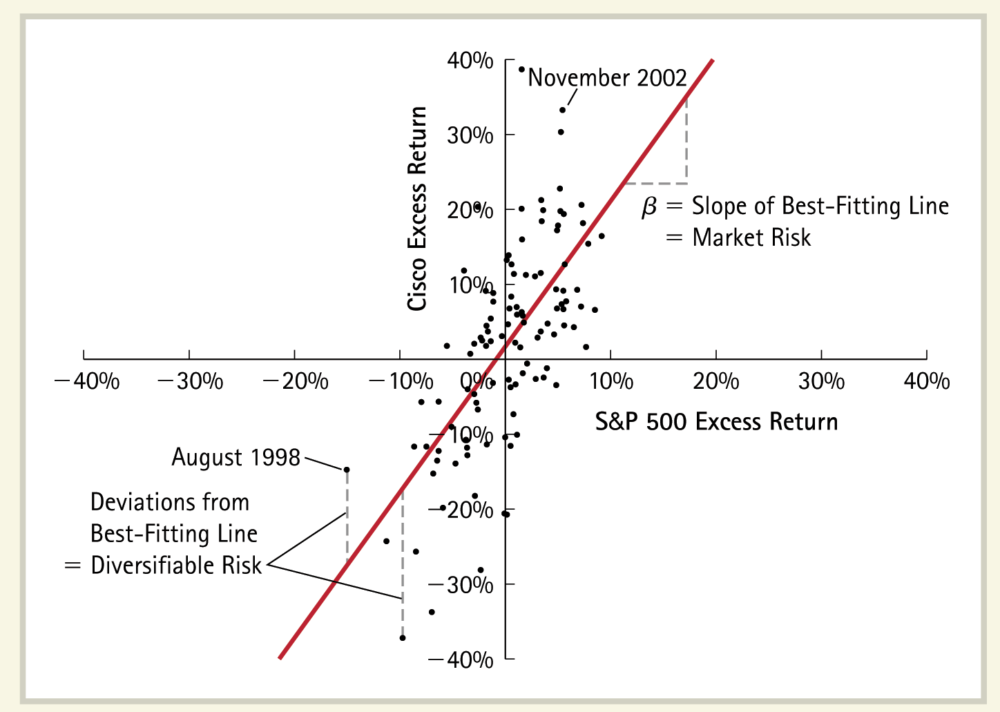 40%
November 2002
30%
20%
10%
Cisco Excess Return
β = Slope of Best-Fitting Line
= Market Risk
−40%
−30%
−20%
−10%
0%
10%
20%
30%
40%
S&P 500 Excess Return
−10%
August 1998
Deviations from
Best-Fitting Line
= Diversifiable Risk
−20%
−30%
−40%